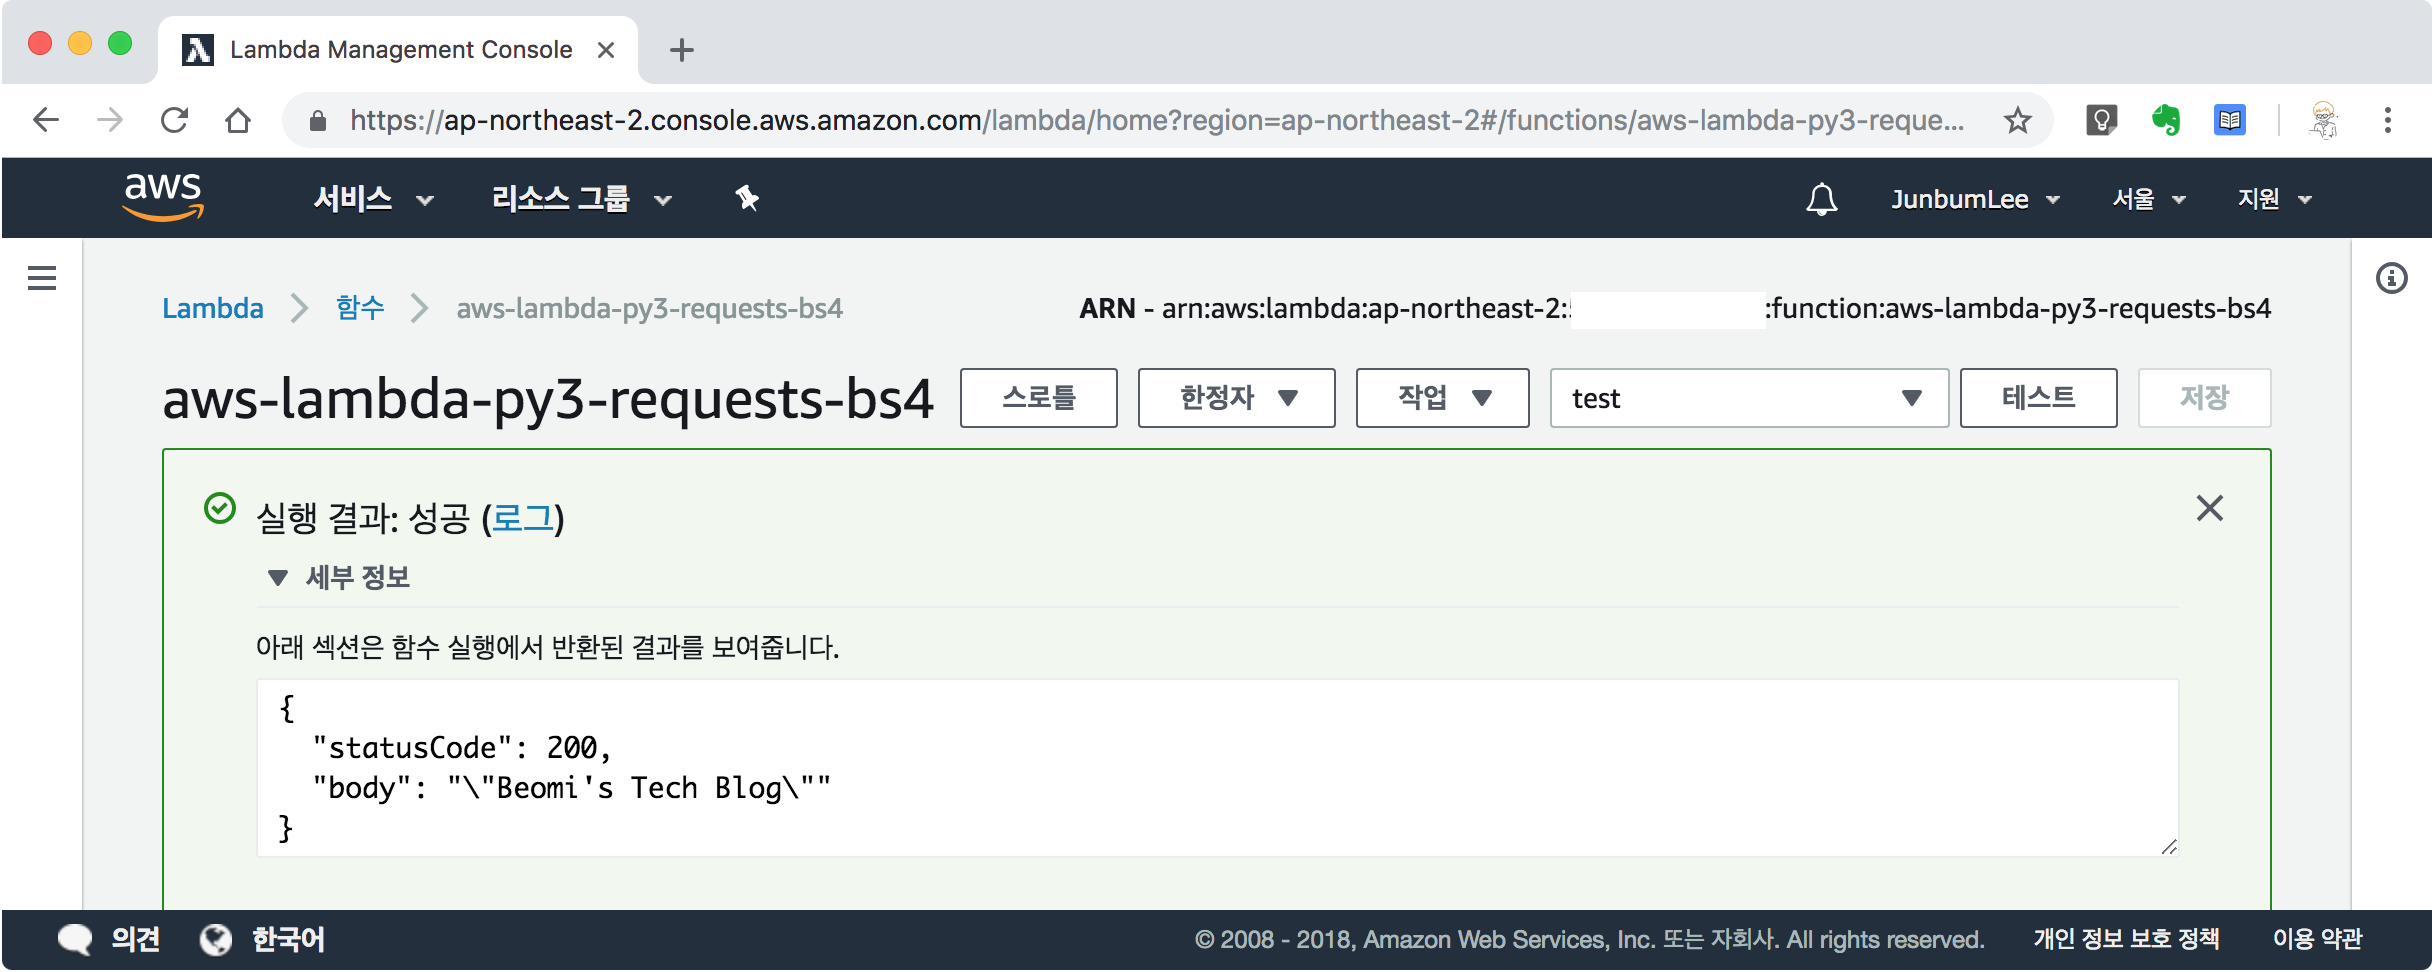 Lambda Management Console
https://ap-northeast-2.console.aws.amazon.com/lambda/home?region=ap-northeast-2#/functions/aws-lambda-py3-reque...
aws 서비스 리소스 그룹 JunbumLee 서울 지원
Lambda 함수 aws-lambda-py3-requests-bs4 ARN - arn:aws:lambda:ap-northeast-2: :function:aws-lambda-py3-requests-bs4
aws-lambda-py3-requests-bs4 스로틀 한정자 작업 test 테스트 저장
실행 결과: 성공 (로그)
세부 정보
아래 섹션은 함수 실행에서 반환된 결과를 보여줍니다.
{
"statusCode": 200,
"body": "\"Beomi's Tech Blog\""
}
의견 한국어 © 2008 - 2018, Amazon Web Services, Inc. 또는 자회사. All rights reserved. 개인 정보 보호 정책 이용 약관